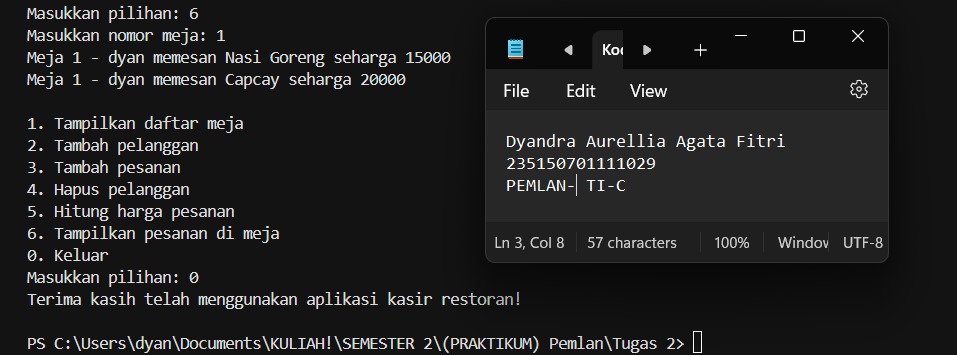 Masukkan pilihan: 6
Masukkan nomor meja: 1
Meja 1 - dyan memesan Nasi Goreng seharga 15000
Meja 1 - dyan memesan Capcay seharga 20000
1. Tampilkan daftar meja
2. Tambah pelanggan
3. Tambah pesanan
4. Hapus pelanggan
5. Hitung harga pesanan
6. Tampilkan pesanan di meja
0. Keluar
Masukkan pilihan: 0
Terima kasih telah menggunakan aplikasi kasir restoran!
PS C:\Users\dyan\Documents\KULIAH!\SEMESTER 2\(PRAKTIKUM) Pemlan\Tugas 2>
File Edit View
Dyandra Aurellia Agata Fitri
235150701111029
PEMLAN- TI-C
Ln 3, Col 8 57 characters 100% Window UTF-8